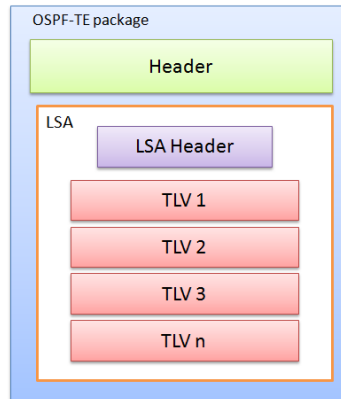 OSPF-TE package
Header
LSA
LSA Header
TLV 1
TLV 2
TLV 3
TLV n